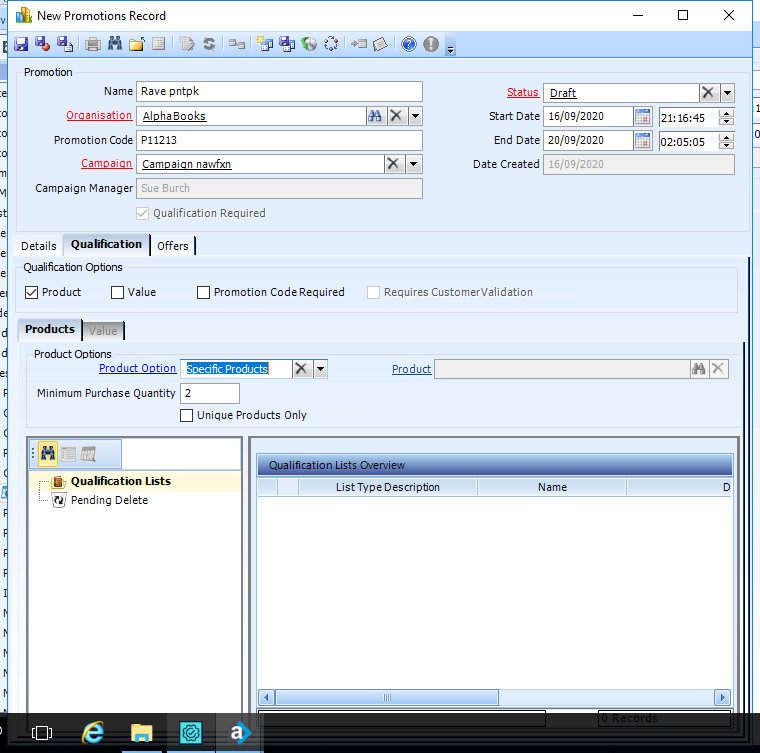 New Promotions Record
Promotion
Name Rave pntpk
Status Draft
Organisation AlphaBooks
Start Date 16/09/2020 21:16:45
Promotion Code P11213
End Date 20/09/2020 02:05:05
Campaign Campaign nawfxn
Date Created 16/09/2020
Campaign Manager Sue Burch
Qualification Required
Details Qualification Offers
Qualification Options
Product Value Promotion Code Required Requires CustomerValidation
Products Value
Product Options
Product Option Specific Products Product
Minimum Purchase Quantity 2
Unique Products Only
Qualification Lists
Pending Delete
Qualification Lists Overview
List Type Description Name D
0 Records